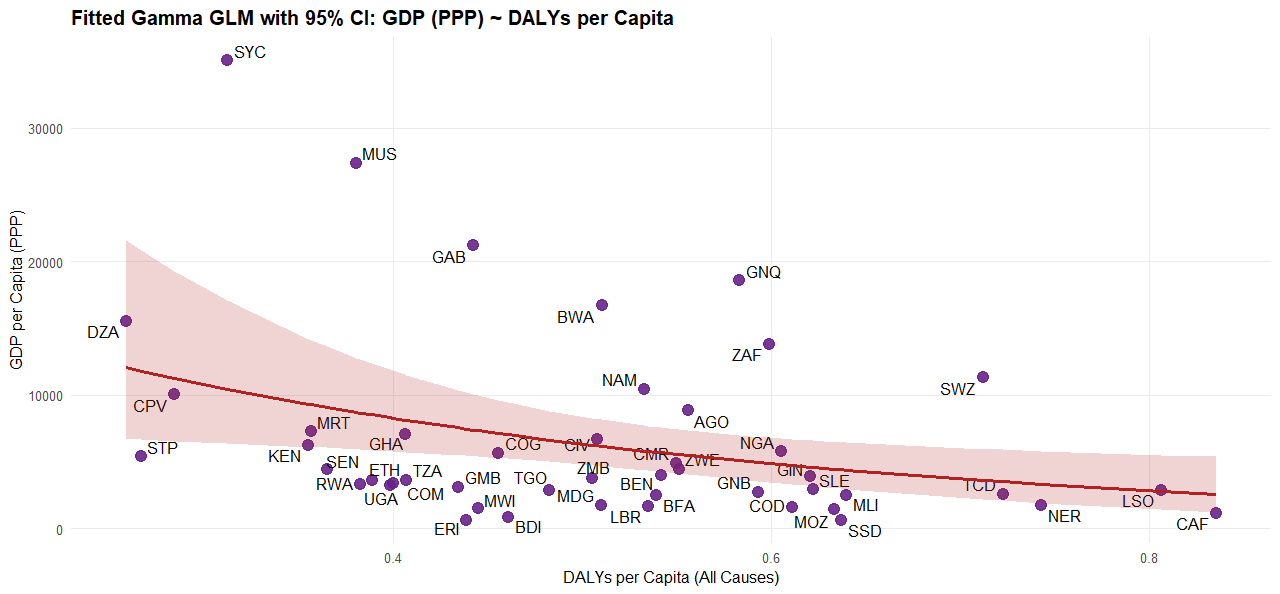 Fitted Gamma GLM with 95% CI: GDP (PPP) ~ DALYs per Capita
SYC
30000
MUS
GAB
20000
GNQ
BWA
DZA
ZAF
NAM
SWZ
10000
CPV
AGO
MRT
STP
KEN
GHA
COG
CIV
NGA
SEN
ETH
TZA
CMR
ZWE
ZMB
GIN
RWA
UGA
COM
GMB
TGO
BEN
GNB
SLE
TCD
MWI
MDG
BFA
COD
MLI
LSO
ERI
BDI
LBR
MOZ
SSD
NER
CAF
0
0.4
0.6
0.8
GDP per Capita (PPP)
DALYs per Capita (All Causes)